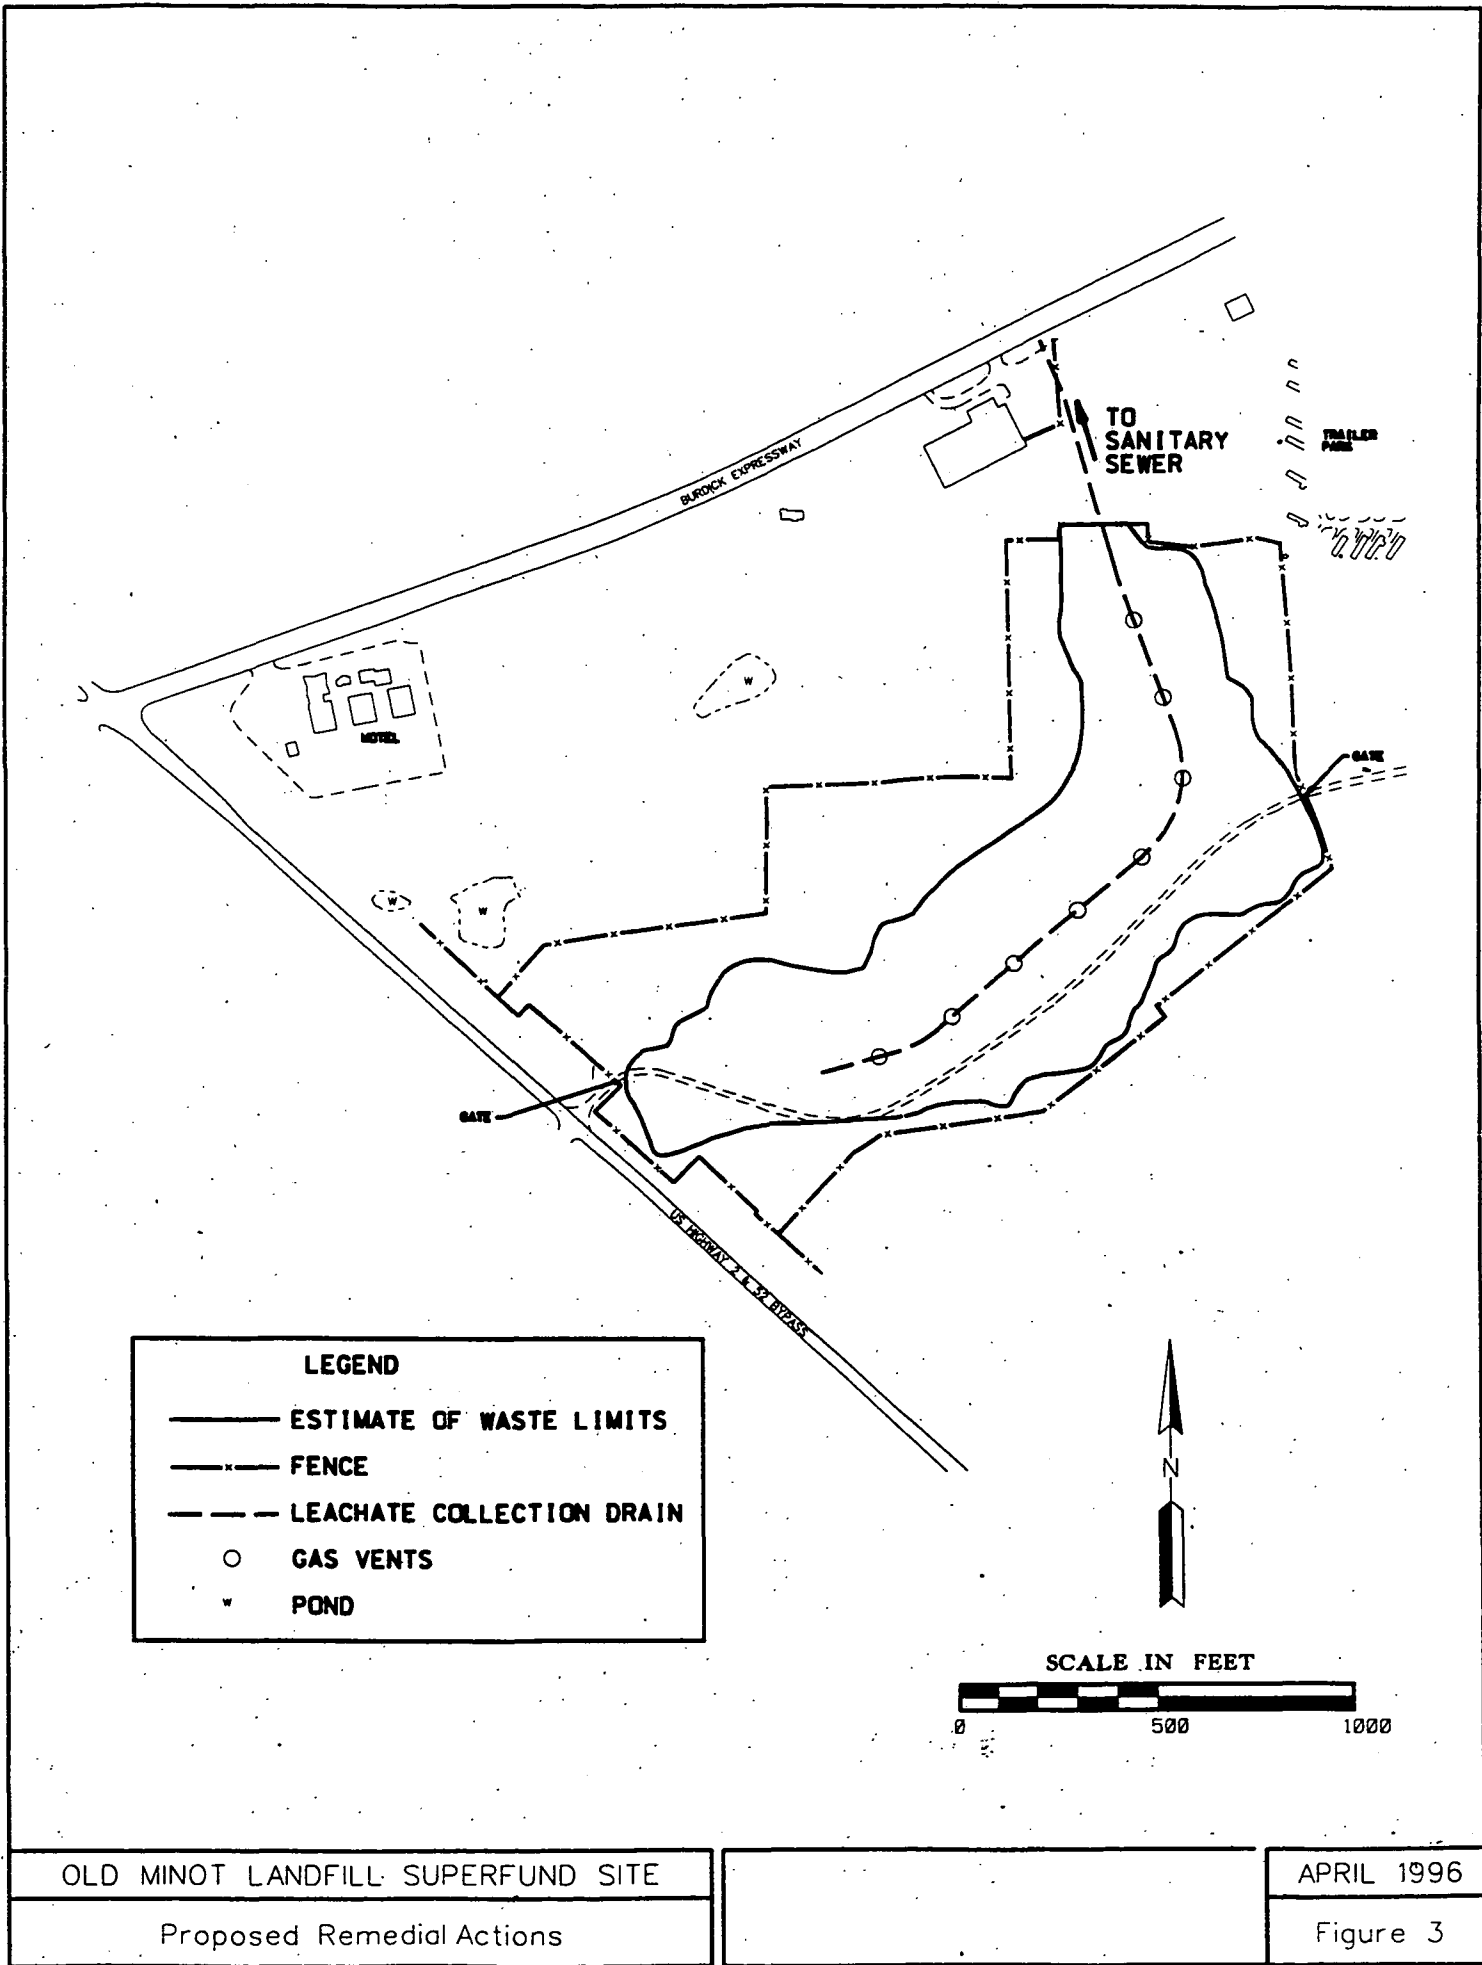 BURDICK EXPRESSWAY
TO
SANITARY
SEWER
TRAILER
PARK
W
MOTEL
GATE
W
W
GATE
US HIGHWAY 2 & 52 BYPASS
LEGEND
ESTIMATE OF WASTE LIMITS
FENCE
LEACHATE COLLECTION DRAIN
GAS VENTS
W POND
N
SCALE IN FEET
0 500 1000
OLD MINOT LANDFILL SUPERFUND SITE
Proposed Remedial Actions
APRIL 1996
Figure 3